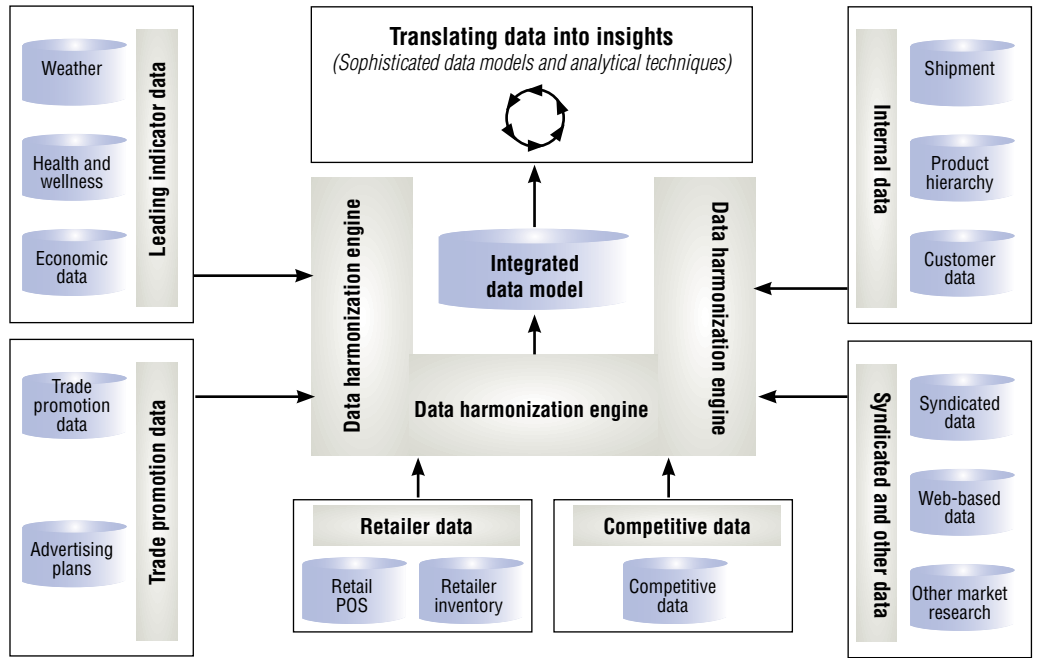 Weather
Health and
wellness
Economic
data
Leading indicator data
Trade
promotion
data
Advertising
plans
Trade promotion data
Translating data into insights
(Sophisticated data models and analytical techniques)
Data harmonization engine
Integrated
data model
Data harmonization engine
Data harmonization engine
Retailer data
Retail
POS
Retailer
inventory
Competitive data
Competitive
data
Internal data
Shipment
Product
hierarchy
Customer
data
Syndicated and other data
Syndicated
data
Web-based
data
Other market
research